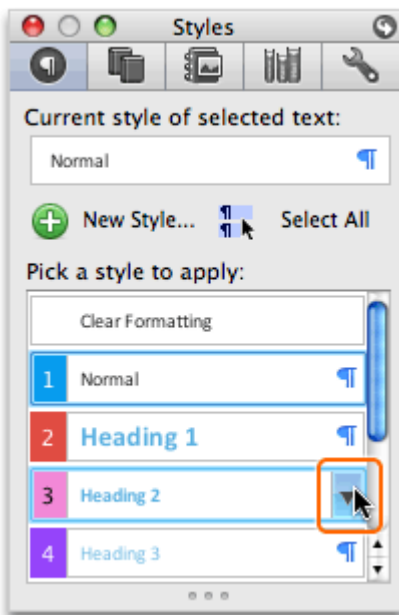 Styles
Current style of selected text:
Normal ¶
New Style... Select All
Pick a style to apply:
Clear Formatting
1 Normal ¶
2 Heading 1 ¶
3 Heading 2
4 Heading 3 ¶